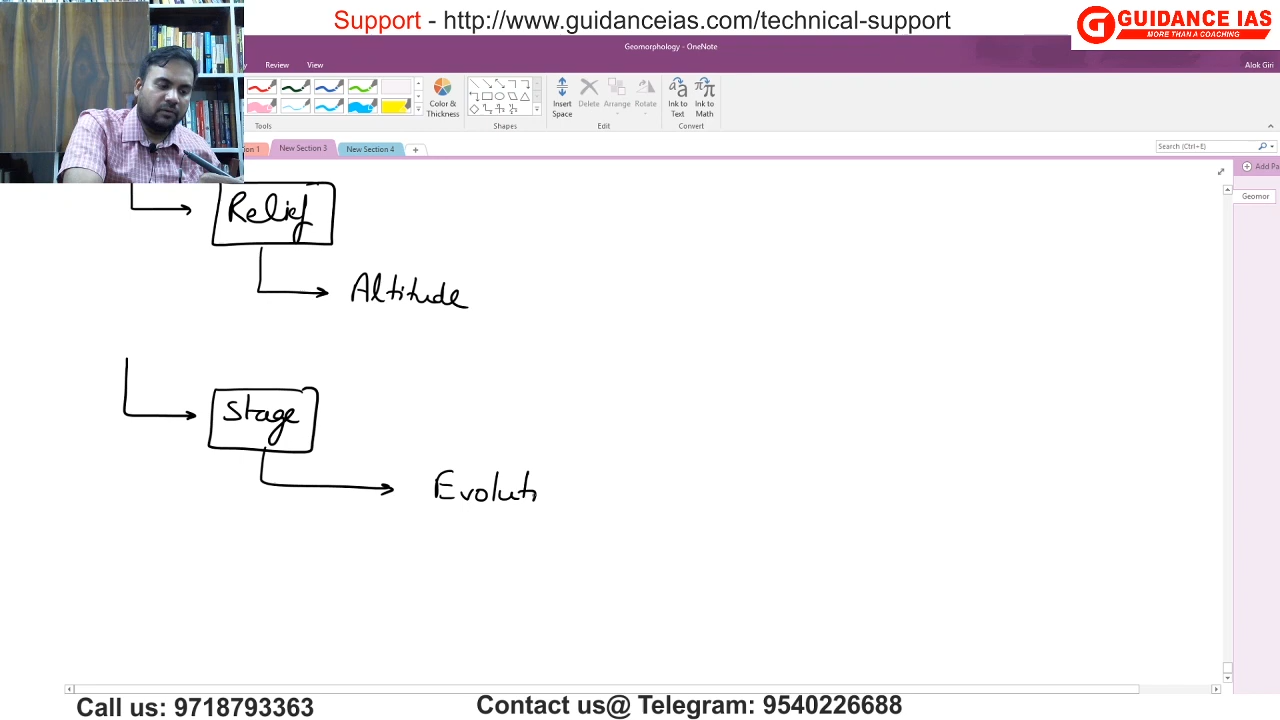 Support - http://www.guidanceias.com/technical-support
GUIDANCE IAS
MORE THAN A COACHING
Geomorphology - OneNote
Review View
Alok Giri
Color & Thickness
Insert Space
Delete Arrange Rotate
Ink to Text
Ink to Math
Tools Shapes Edit Convert
New Section 3 New Section 4
Search (Ctrl+E)
Add Pa
Geomor
Relief
Altitude
Stage
Evoluti
Call us: 9718793363
Contact us@ Telegram: 9540226688